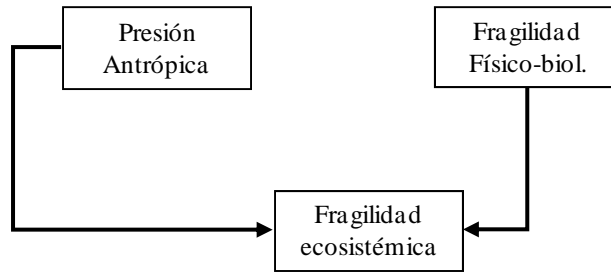 Presión
Antrópica
Fragilidad
Físico-biol.
Fragilidad
ecosistémica